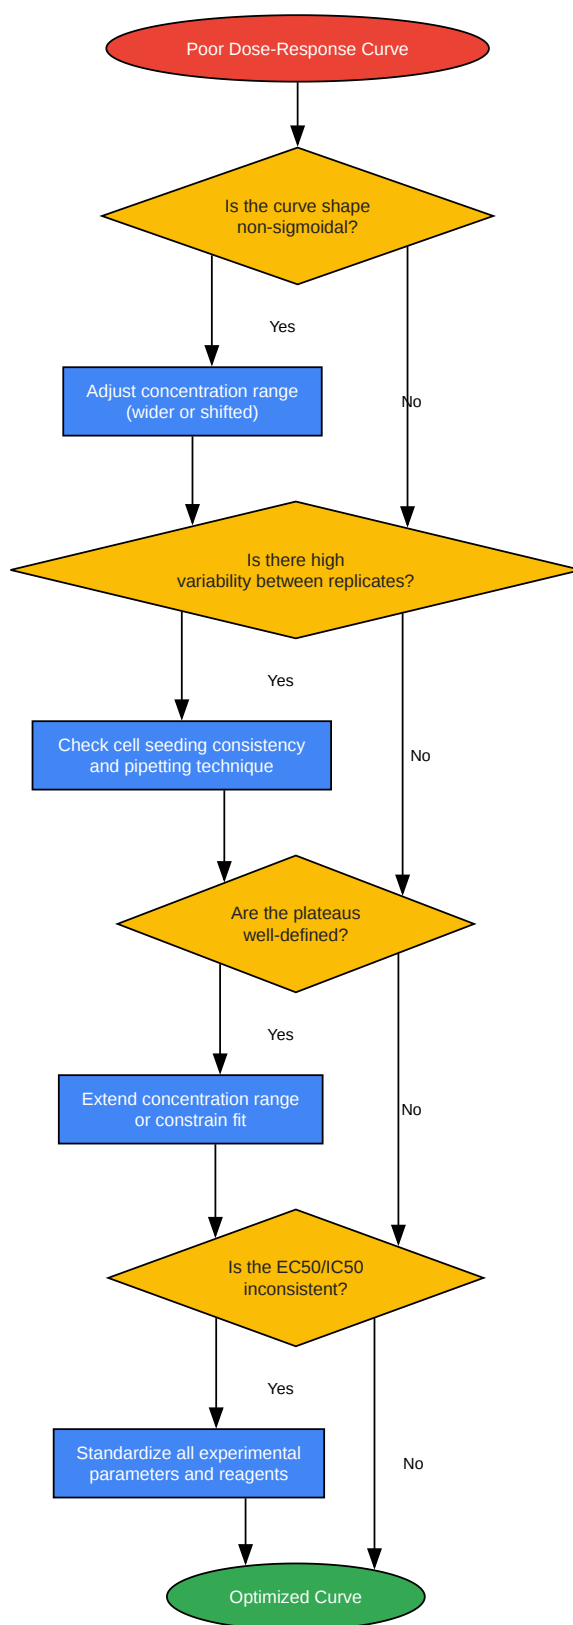 Poor Dose-Response Curve
Is the curve shape
non-sigmoidal?
Yes
Adjust concentration range
(wider or shifted)
No
Is there high
variability between replicates?
Yes
Check cell seeding consistency
and pipetting technique
No
Are the plateaus
well-defined?
Yes
Extend concentration range
or constrain fit
No
Is the EC50/IC50
inconsistent?
Yes
Standardize all experimental
parameters and reagents
No
Optimized Curve